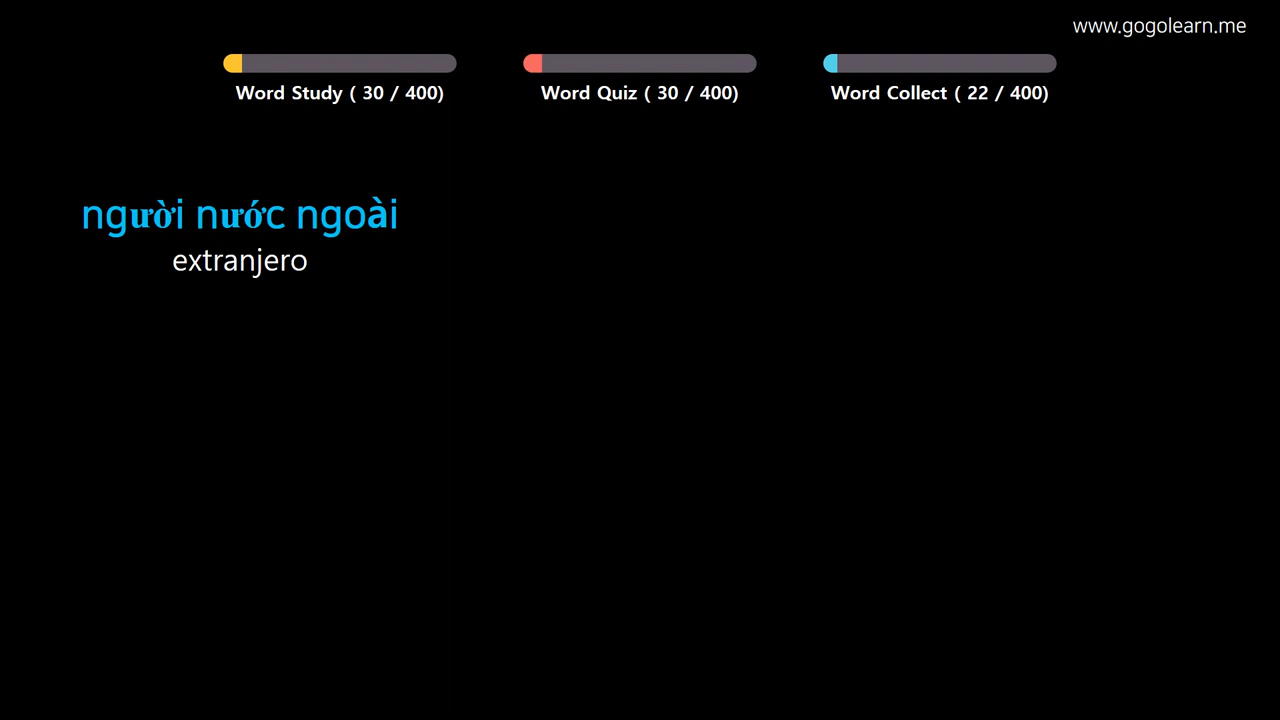 www.gogolearn.me
Word Study ( 30 / 400)
Word Quiz ( 30 / 400)
Word Collect ( 22 / 400)
người nước ngoài
extranjero